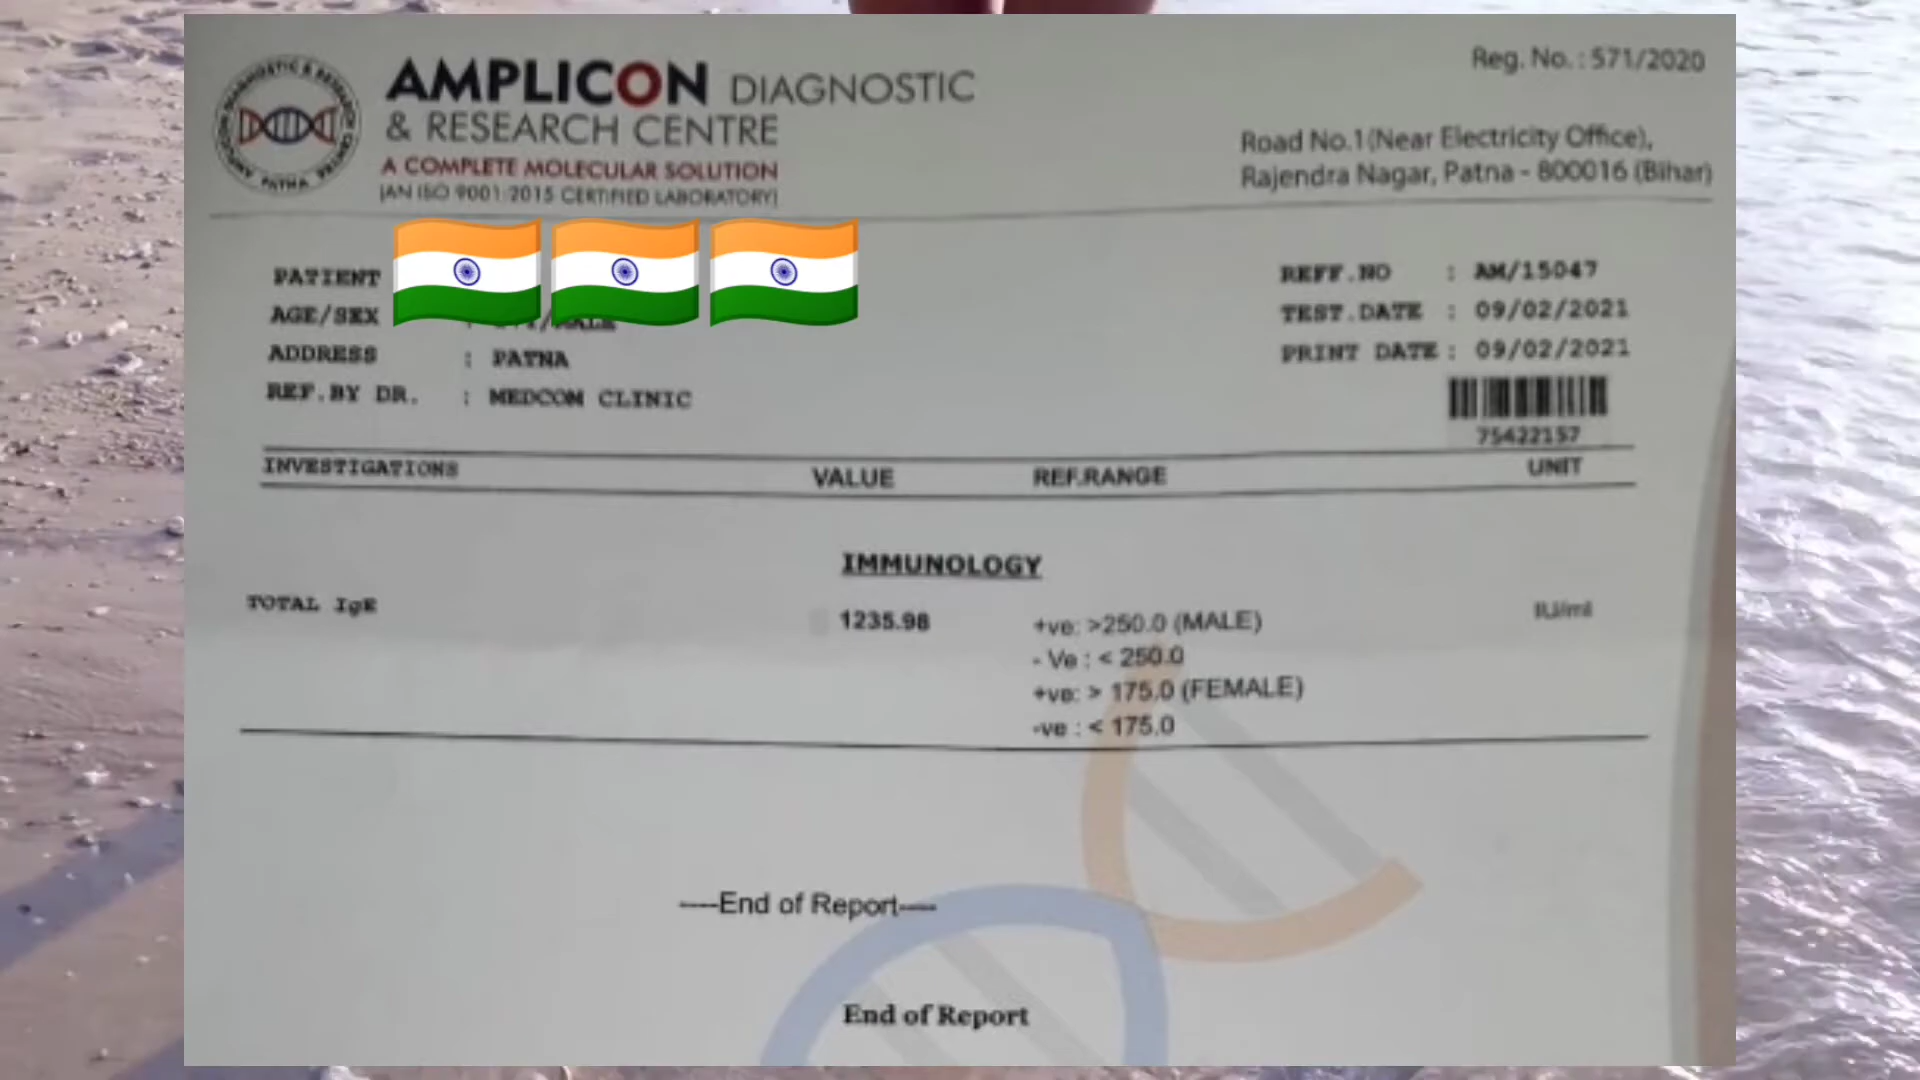 AMPLICON DIAGNOSTIC
& RESEARCH CENTRE
A COMPLETE MOLECULAR SOLUTION
(AN ISO 9001:2015 CERTIFIED LABORATORY)
Reg. No. : 571/2020
Road No.1(Near Electricity Office),
Rajendra Nagar, Patna - 800016 (Bihar)
PATIENT
AGE/SEX : /MALE
ADDRESS : PATNA
REF.BY DR. : MEDCOM CLINIC
REFF.NO : AM/15047
TEST.DATE : 09/02/2021
PRINT DATE : 09/02/2021
75422157
INVESTIGATIONS VALUE REF.RANGE UNIT
IMMUNOLOGY
TOTAL IgE 1235.98 +ve: >250.0 (MALE) IU/ml
- Ve : < 250.0
+ve: > 175.0 (FEMALE)
-ve : < 175.0
----End of Report----
End of Report